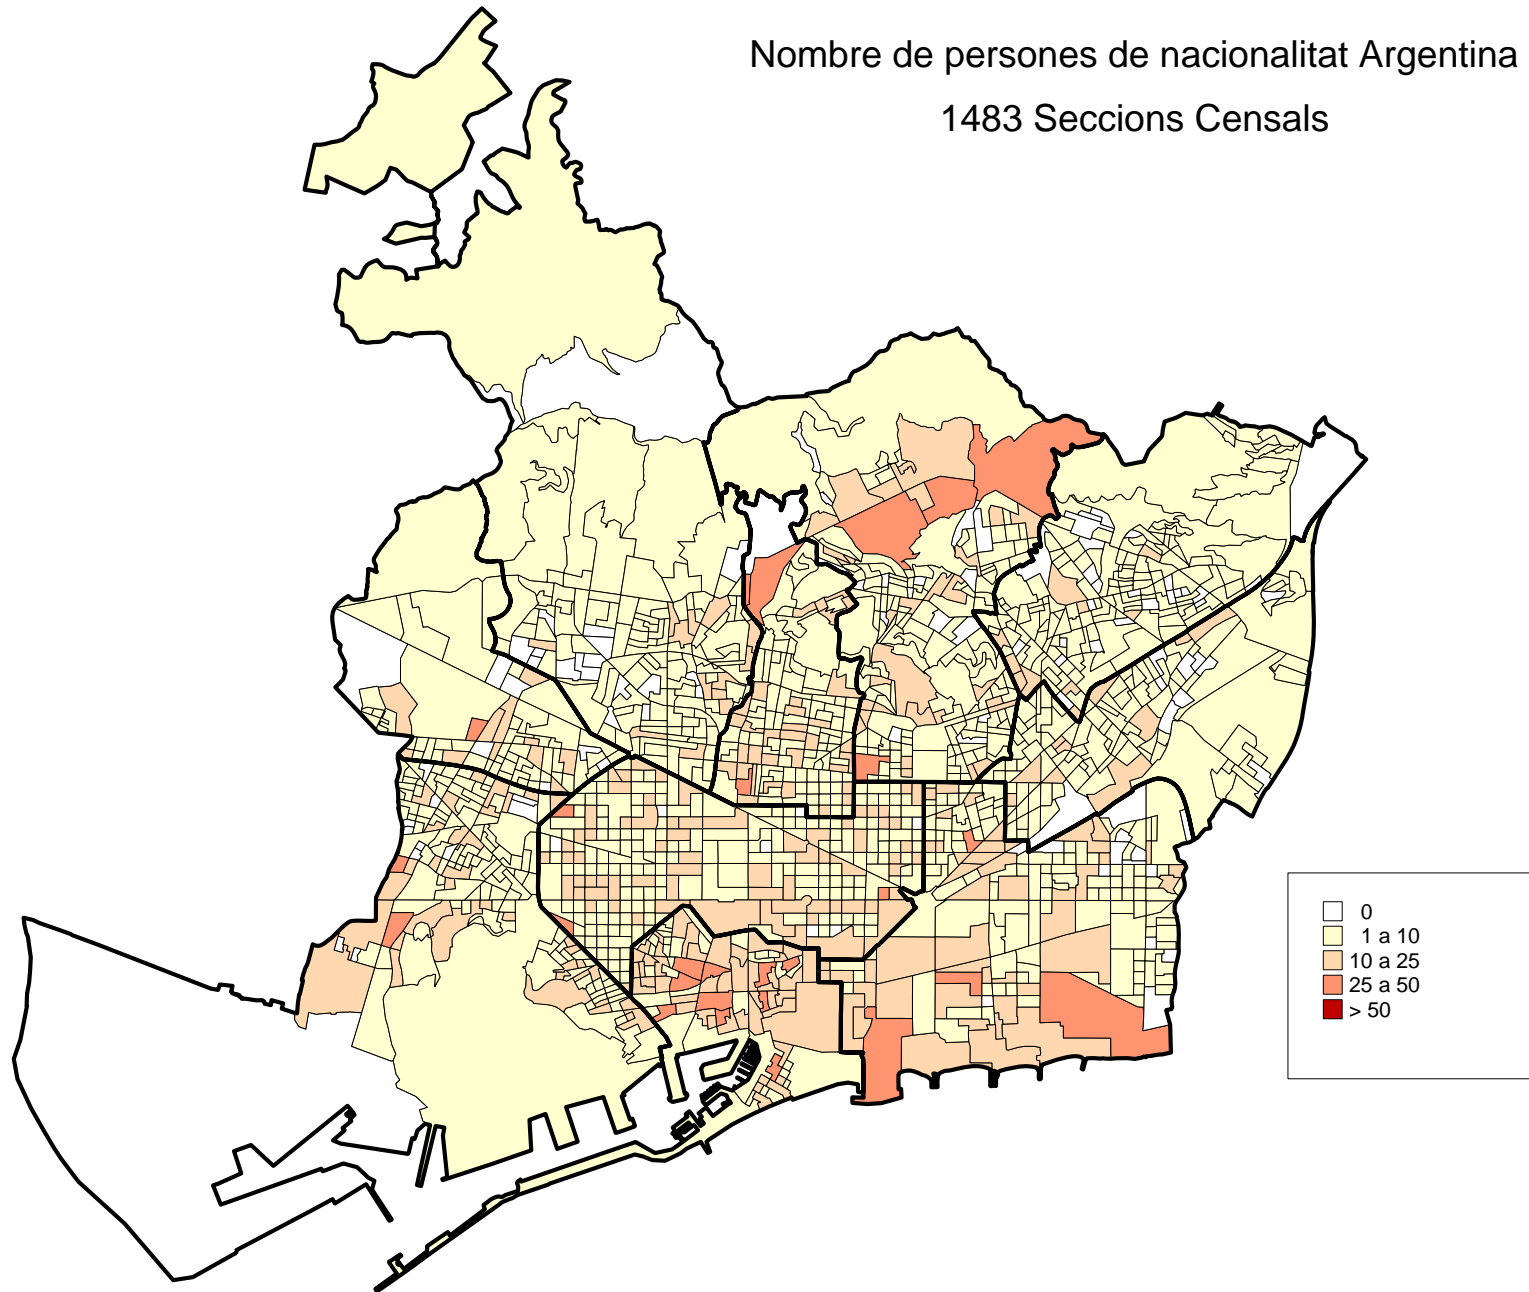 Nombre de persones de nacionalitat Argentina
1483 Seccions Censals
0
1 a 10
10 a 25
25 a 50
> 50